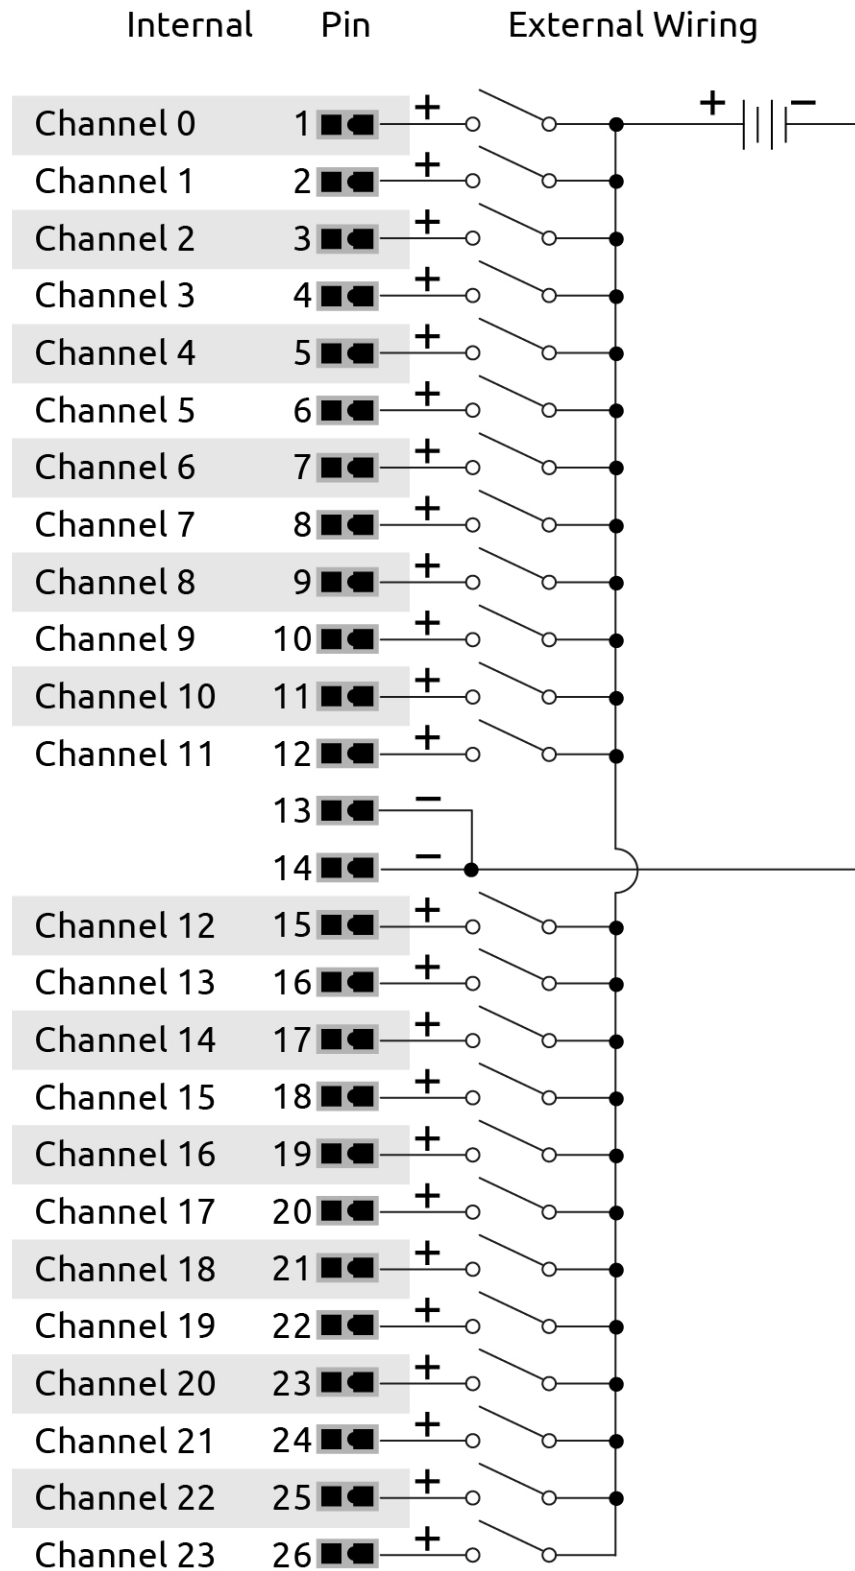 Internal Pin External Wiring
+ −
Channel 0 1 +
Channel 1 2 +
Channel 2 3 +
Channel 3 4 +
Channel 4 5 +
Channel 5 6 +
Channel 6 7 +
Channel 7 8 +
Channel 8 9 +
Channel 9 10 +
Channel 10 11 +
Channel 11 12 +
13 −
14 −
Channel 12 15 +
Channel 13 16 +
Channel 14 17 +
Channel 15 18 +
Channel 16 19 +
Channel 17 20 +
Channel 18 21 +
Channel 19 22 +
Channel 20 23 +
Channel 21 24 +
Channel 22 25 +
Channel 23 26 +